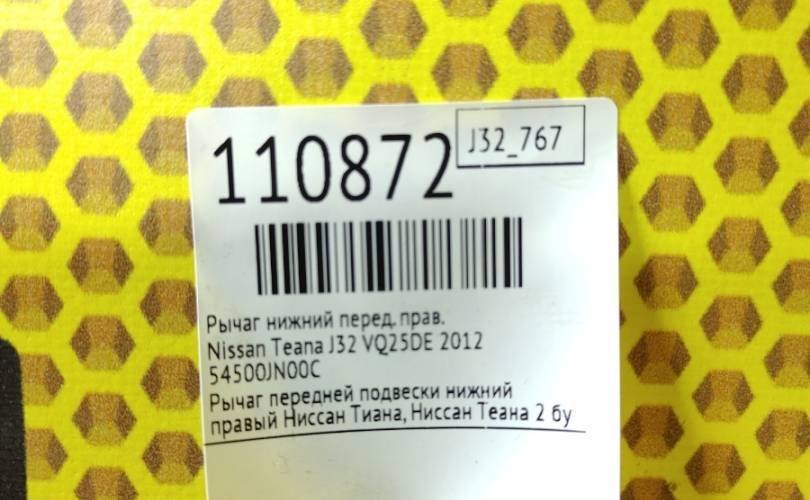 110872
J32_767
Рычаг нижний перед. прав.
Nissan Teana J32 VQ25DE 2012
54500JN00C
Рычаг передней подвески нижний
правый Ниссан Тиана, Ниссан Теана 2 бу